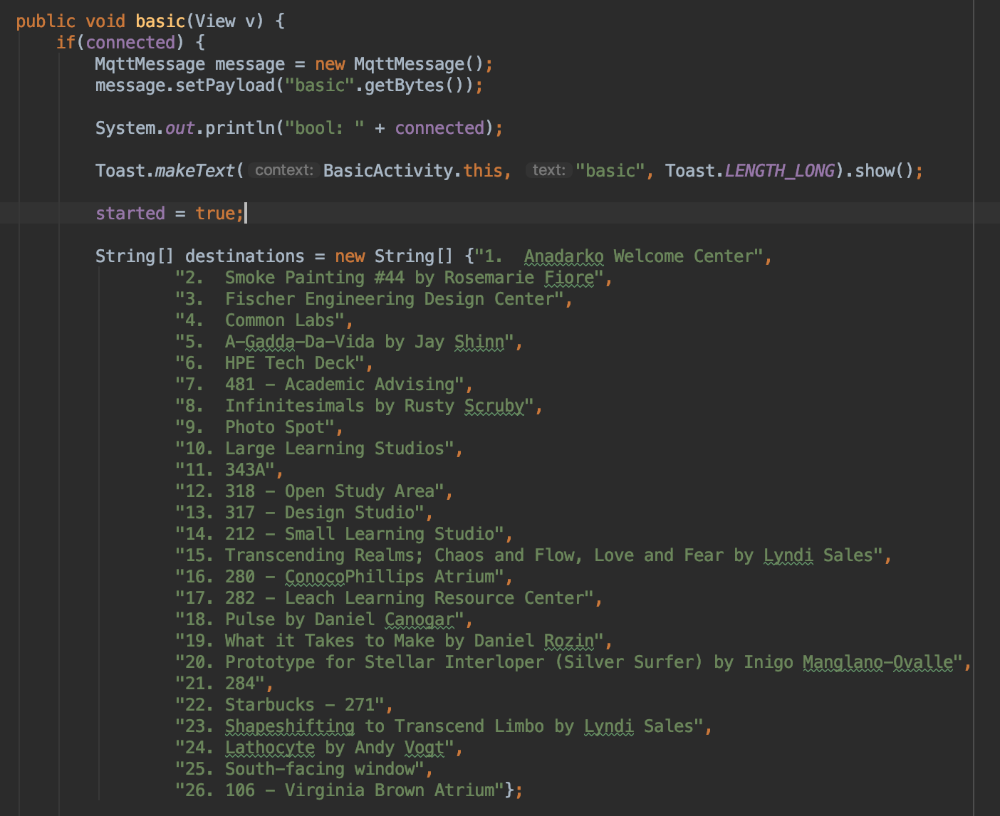 public void basic(View v) {
if(connected) {
MqttMessage message = new MqttMessage();
message.setPayload("basic".getBytes());
System.out.println("bool: " + connected);
Toast.makeText( context: BasicActivity.this, text: "basic", Toast.LENGTH_LONG).show();
started = true;
String[] destinations = new String[] {"1.  Anadarko Welcome Center",
"2.  Smoke Painting #44 by Rosemarie Fiore",
"3.  Fischer Engineering Design Center",
"4.  Common Labs",
"5.  A-Gadda-Da-Vida by Jay Shinn",
"6.  HPE Tech Deck",
"7.  481 - Academic Advising",
"8.  Infinitesimals by Rusty Scruby",
"9.  Photo Spot",
"10. Large Learning Studios",
"11. 343A",
"12. 318 - Open Study Area",
"13. 317 - Design Studio",
"14. 212 - Small Learning Studio",
"15. Transcending Realms; Chaos and Flow, Love and Fear by Lyndi Sales",
"16. 280 - ConocoPhillips Atrium",
"17. 282 - Leach Learning Resource Center",
"18. Pulse by Daniel Canogar",
"19. What it Takes to Make by Daniel Rozin",
"20. Prototype for Stellar Interloper (Silver Surfer) by Inigo Manglano-Ovalle",
"21. 284",
"22. Starbucks - 271",
"23. Shapeshifting to Transcend Limbo by Lyndi Sales",
"24. Lathocyte by Andy Vogt",
"25. South-facing window",
"26. 106 - Virginia Brown Atrium"};